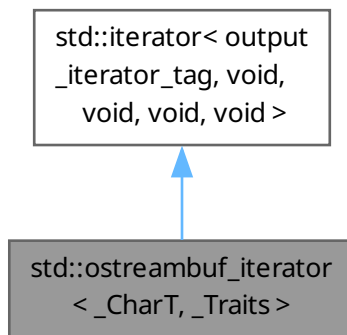 std::iterator< output
_iterator_tag, void,
void, void, void >
std::ostreambuf_iterator
< _CharT, _Traits >